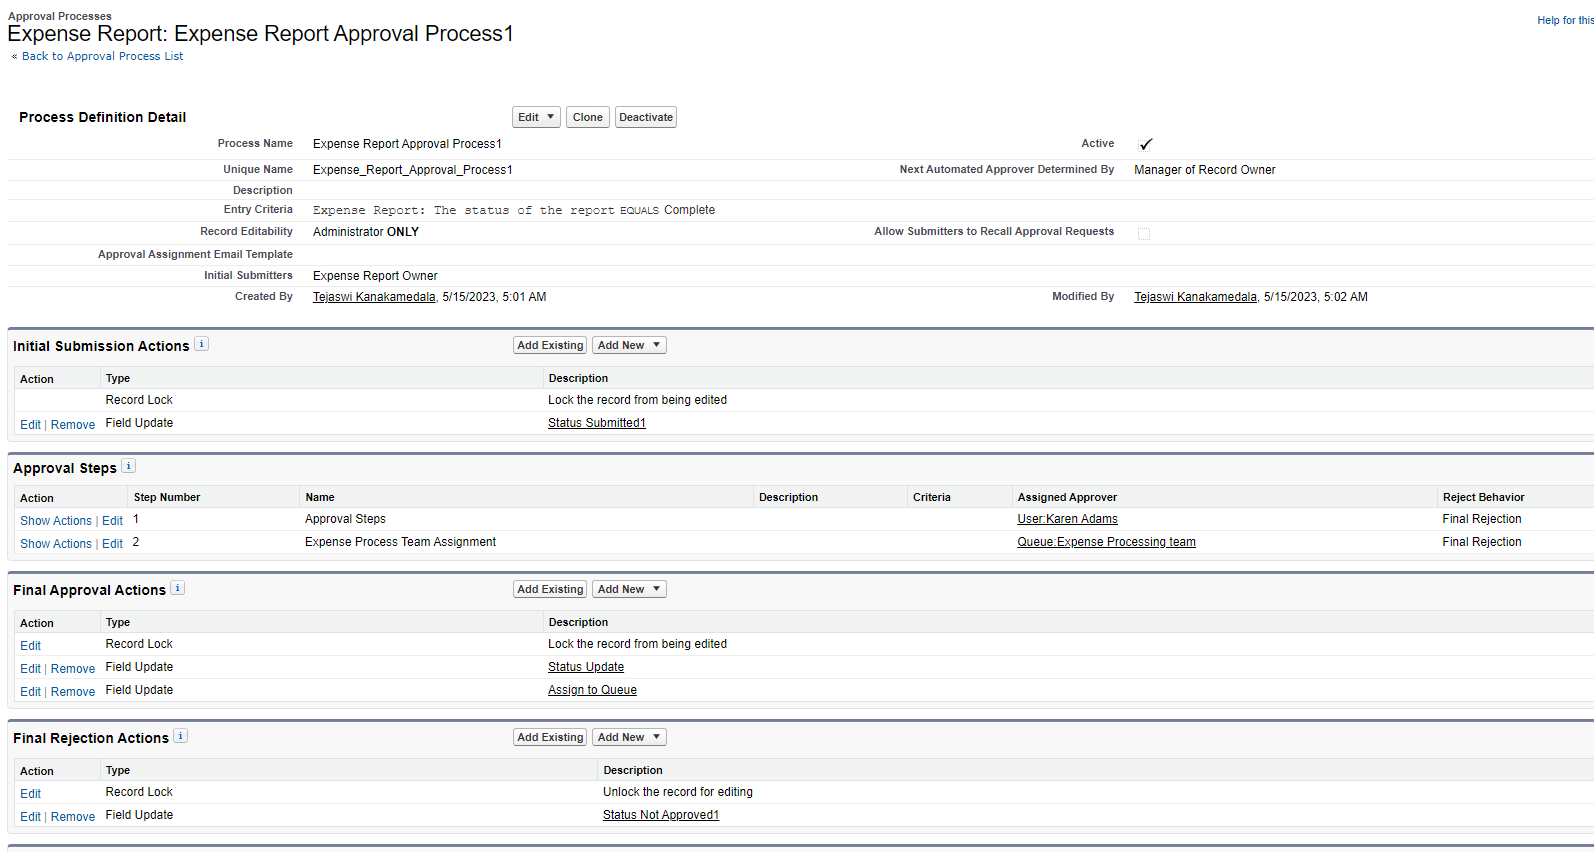 Approval Processes
Expense Report: Expense Report Approval Process1
Help for this
« Back to Approval Process List
Process Definition Detail
Edit ▼ Clone Deactivate
Process Name Expense Report Approval Process1 Active ✓
Unique Name Expense_Report_Approval_Process1 Next Automated Approver Determined By Manager of Record Owner
Description
Entry Criteria Expense Report: The status of the report EQUALS Complete
Record Editability Administrator ONLY Allow Submitters to Recall Approval Requests
Approval Assignment Email Template
Initial Submitters Expense Report Owner
Created By Tejaswi Kanakamedala, 5/15/2023, 5:01 AM Modified By Tejaswi Kanakamedala, 5/15/2023, 5:02 AM
Initial Submission Actions i Add Existing Add New ▼
Action Type Description
Record Lock Lock the record from being edited
Edit | Remove Field Update Status Submitted1
Approval Steps i
Action Step Number Name Description Criteria Assigned Approver Reject Behavior
Show Actions | Edit 1 Approval Steps User:Karen Adams Final Rejection
Show Actions | Edit 2 Expense Process Team Assignment Queue:Expense Processing team Final Rejection
Final Approval Actions i Add Existing Add New ▼
Action Type Description
Edit Record Lock Lock the record from being edited
Edit | Remove Field Update Status Update
Edit | Remove Field Update Assign to Queue
Final Rejection Actions i Add Existing Add New ▼
Action Type Description
Edit Record Lock Unlock the record for editing
Edit | Remove Field Update Status Not Approved1